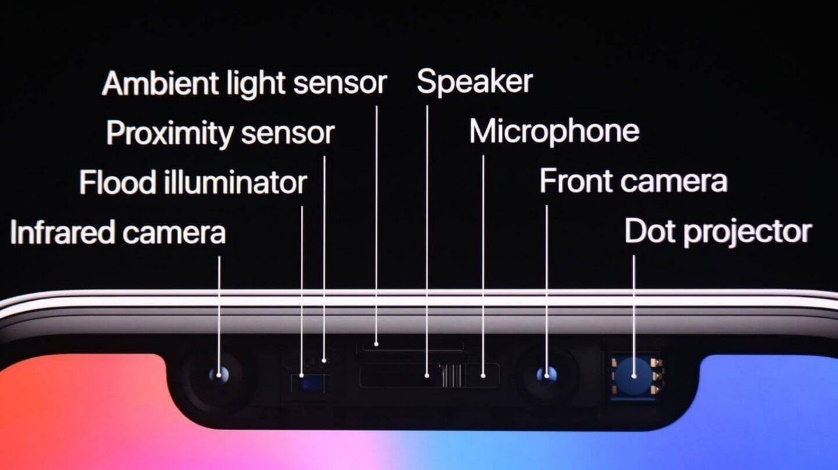 Ambient light sensor
Speaker
Proximity sensor
Microphone
Flood illuminator
Front camera
Infrared camera
Dot projector